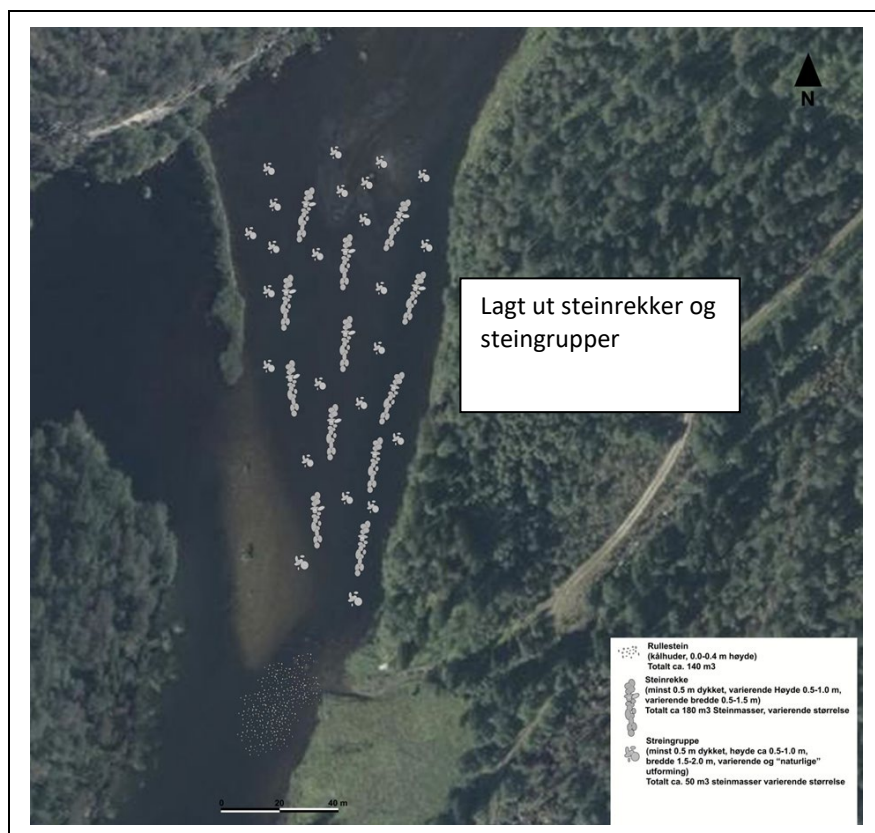 N
Lagt ut steinrekker og
steingrupper
Rullestein
(kålhuder, 0.0-0.4 m høyde)
Totalt ca. 140 m3
Steinrekke
(minst 0.5 m dykket, varierende Høyde 0.5-1.0 m,
varierende bredde 0.5-1.5 m)
Totalt ca 180 m3 Steinmasser, varierende størrelse
Streingruppe
(minst 0.5 m dykket, høyde ca 0.5-1.0 m,
bredde 1.5-2.0 m, varierende og "naturlige"
utforming)
Totalt ca. 50 m3 steinmasser varierende størrelse
0 20 40 m